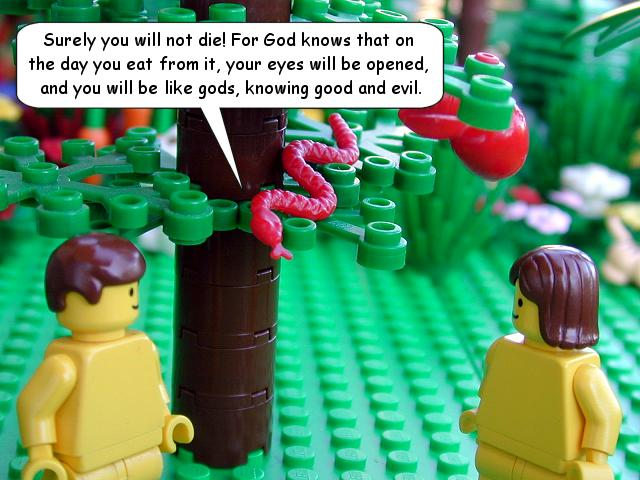 Surely you will not die! For God knows that on
the day you eat from it, your eyes will be opened,
and you will be like gods, knowing good and evil.